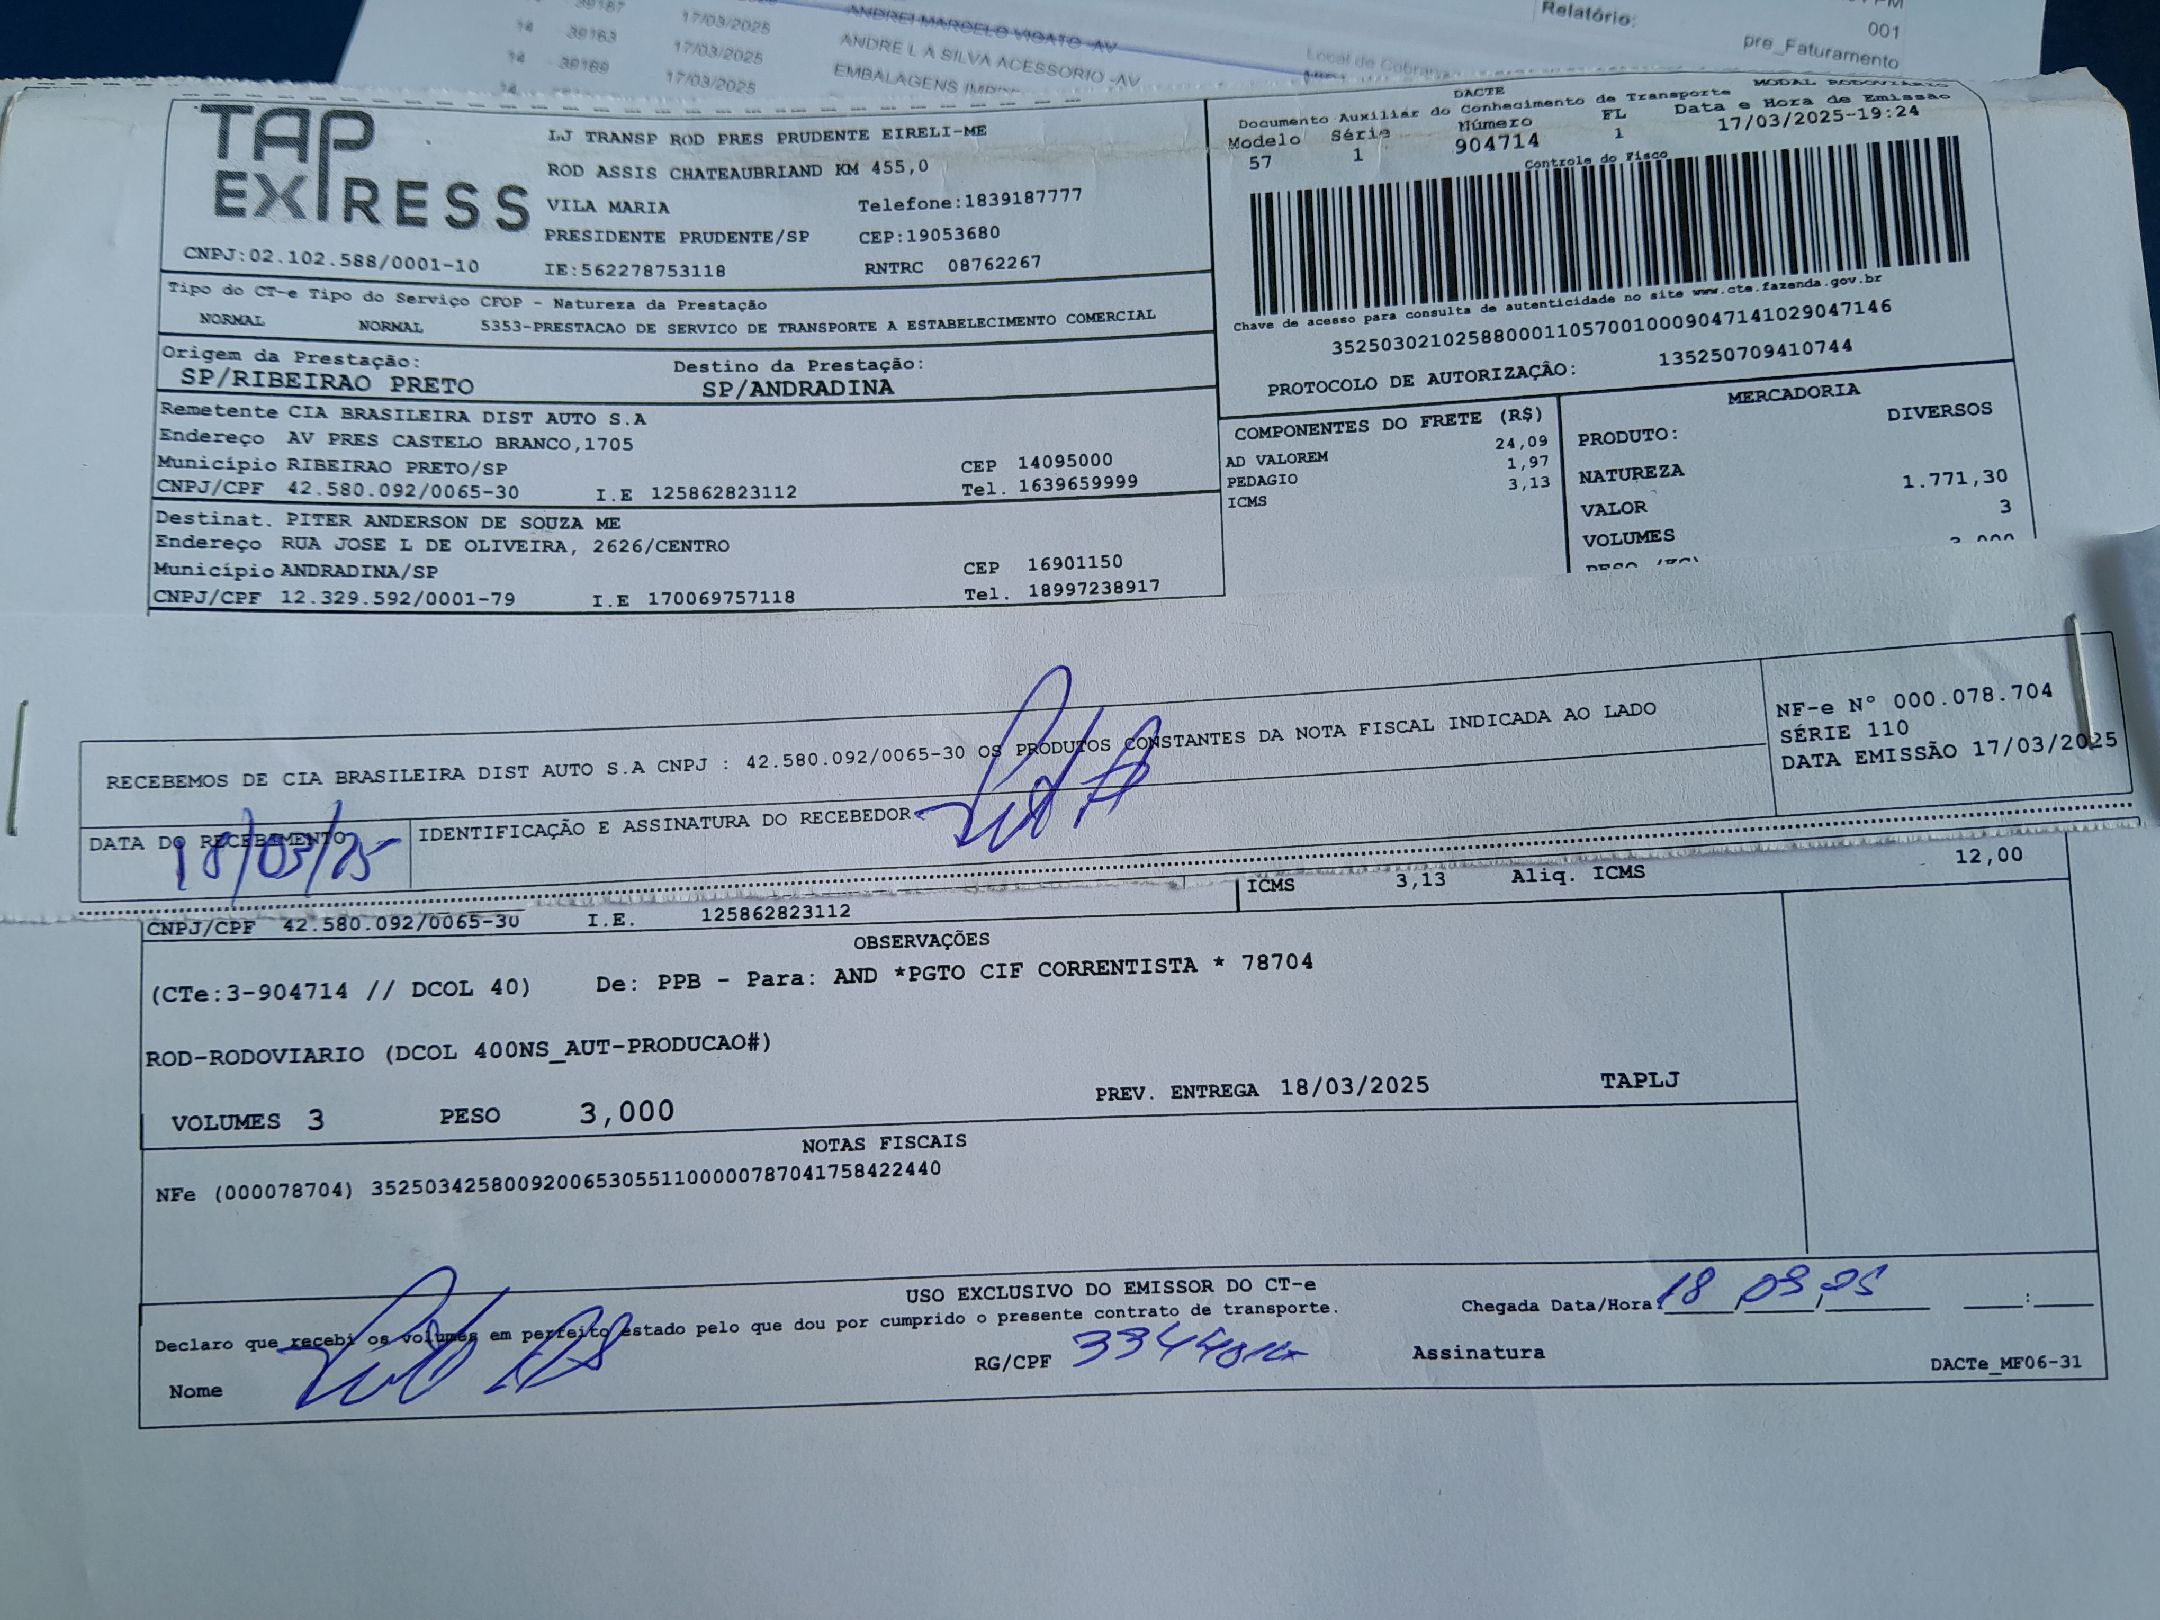 39187 17/03/2025 ANDREI MARCELO VIGATO -AV
14 39163 17/03/2025 ANDRE L A SILVA ACESSORIO -AV
14 39169 17/03/2025 EMBALAGENS
Relatório: 001
pre_Faturamento
TAP EXPRESS
LJ TRANSP ROD PRES PRUDENTE EIRELI-ME
ROD ASSIS CHATEAUBRIAND KM 455,0
VILA MARIA Telefone:1839187777
PRESIDENTE PRUDENTE/SP CEP:19053680
CNPJ:02.102.588/0001-10 IE:562278753118 RNTRC 08762267
DACTE MODAL RODOVIÁRIO
Documento Auxiliar do Conhecimento de Transporte
Modelo Série Número FL Data e Hora de Emissão
57 1 904714 1 17/03/2025-19:24
Controle do Fisco
Chave de acesso para consulta de autenticidade no site www.cte.fazenda.gov.br
35250302102588000110570010009047141029047146
PROTOCOLO DE AUTORIZAÇÃO: 135250709410744
Tipo do CT-e Tipo do Serviço CFOP - Natureza da Prestação
NORMAL NORMAL 5353-PRESTACAO DE SERVICO DE TRANSPORTE A ESTABELECIMENTO COMERCIAL
Origem da Prestação: Destino da Prestação:
SP/RIBEIRAO PRETO SP/ANDRADINA
Remetente CIA BRASILEIRA DIST AUTO S.A
Endereço AV PRES CASTELO BRANCO,1705
Município RIBEIRAO PRETO/SP CEP 14095000
CNPJ/CPF 42.580.092/0065-30 I.E 125862823112 Tel. 1639659999
Destinat. PITER ANDERSON DE SOUZA ME
Endereço RUA JOSE L DE OLIVEIRA, 2626/CENTRO
Município ANDRADINA/SP CEP 16901150
CNPJ/CPF 12.329.592/0001-79 I.E 170069757118 Tel. 18997238917
COMPONENTES DO FRETE (R$)
24,09
AD VALOREM 1,97
PEDAGIO 3,13
ICMS
MERCADORIA
PRODUTO: DIVERSOS
NATUREZA
VALOR 1.771,30
VOLUMES 3
RECEBEMOS DE CIA BRASILEIRA DIST AUTO S.A CNPJ : 42.580.092/0065-30 OS PRODUTOS CONSTANTES DA NOTA FISCAL INDICADA AO LADO
NF-e Nº 000.078.704
SÉRIE 110
DATA EMISSÃO 17/03/2025
DATA DO RECEBIMENTO IDENTIFICAÇÃO E ASSINATURA DO RECEBEDOR
18/03/25
ICMS 3,13 Aliq. ICMS 12,00
CNPJ/CPF 42.580.092/0065-30 I.E. 125862823112
OBSERVAÇÕES
(CTe:3-904714 // DCOL 40) De: PPB - Para: AND *PGTO CIF CORRENTISTA * 78704
ROD-RODOVIARIO (DCOL 400NS_AUT-PRODUCAO#)
VOLUMES 3 PESO 3,000 PREV. ENTREGA 18/03/2025 TAPLJ
NOTAS FISCAIS
NFe (000078704) 35250342580092006530551100000787041758422440
USO EXCLUSIVO DO EMISSOR DO CT-e
Declaro que recebi os volumes em perfeito estado pelo que dou por cumprido o presente contrato de transporte.
Chegada Data/Hora: 18 03 25 :
Nome RG/CPF Assinatura
DACTe_MF06-31